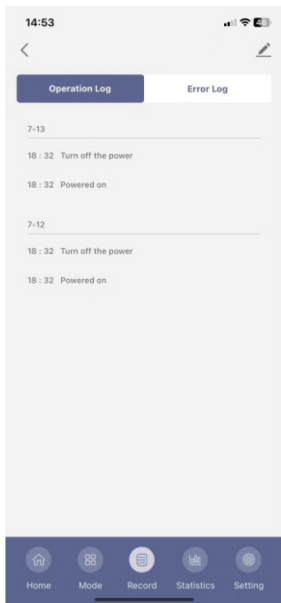 14:53
Operation Log Error Log
7-13
18 : 32 Turn off the power
18 : 32 Powered on
7-12
18 : 32 Turn off the power
18 : 32 Powered on
Home Mode Record Statistics Setting